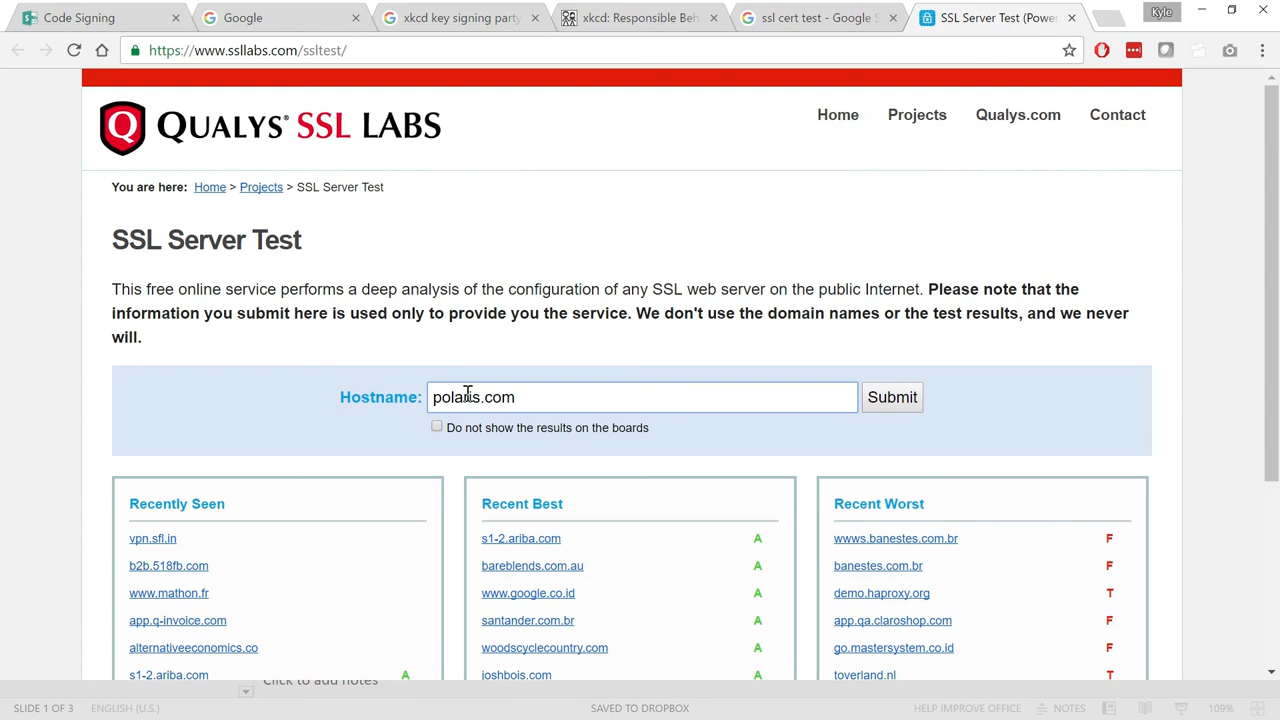 Code Signing
Google
xkcd key signing party
xkcd: Responsible Beh
ssl cert test - Google S
SSL Server Test (Power
Kyle
https://www.ssllabs.com/ssltest/
QUALYS® SSL LABS
Home
Projects
Qualys.com
Contact
You are here: Home > Projects > SSL Server Test
SSL Server Test
This free online service performs a deep analysis of the configuration of any SSL web server on the public Internet. Please note that the
information you submit here is used only to provide you the service. We don't use the domain names or the test results, and we never
will.
Hostname: polaris.com Submit
Do not show the results on the boards
Recently Seen
vpn.sfl.in
b2b.518fb.com
www.mathon.fr
app.q-invoice.com
alternativeeconomics.co
s1-2.ariba.com A
Recent Best
s1-2.ariba.com A
bareblends.com.au A
www.google.co.id A
santander.com.br A
woodscyclecountry.com A
joshbois.com A
Recent Worst
wwws.banestes.com.br F
banestes.com.br F
demo.haproxy.org T
app.qa.claroshop.com F
go.mastersystem.co.id F
toverland.nl T
Click to add notes
SLIDE 1 OF 3
ENGLISH (U.S.)
SAVED TO DROPBOX
HELP IMPROVE OFFICE
NOTES
109%